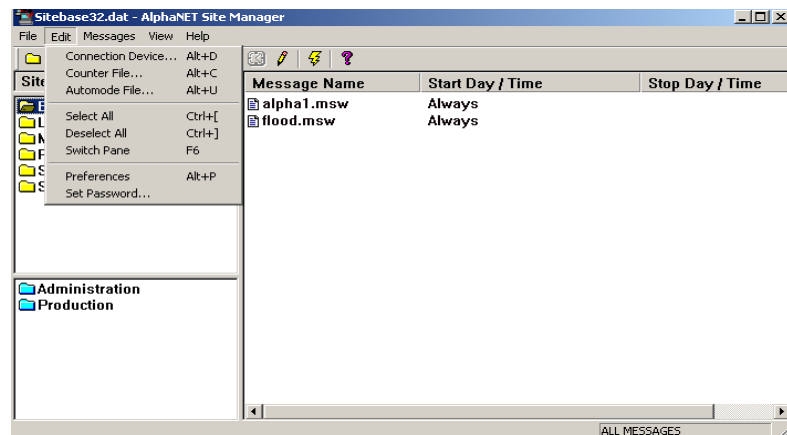 Sitebase32.dat - AlphaNET Site Manager
File Edit Messages View Help
Connection Device... Alt+D
Counter File... Alt+C
Automode File... Alt+U
Select All Ctrl+[
Deselect All Ctrl+]
Switch Pane F6
Preferences Alt+P
Set Password...
Message Name Start Day / Time Stop Day / Time
alpha1.msw Always
flood.msw Always
Administration
Production
ALL MESSAGES